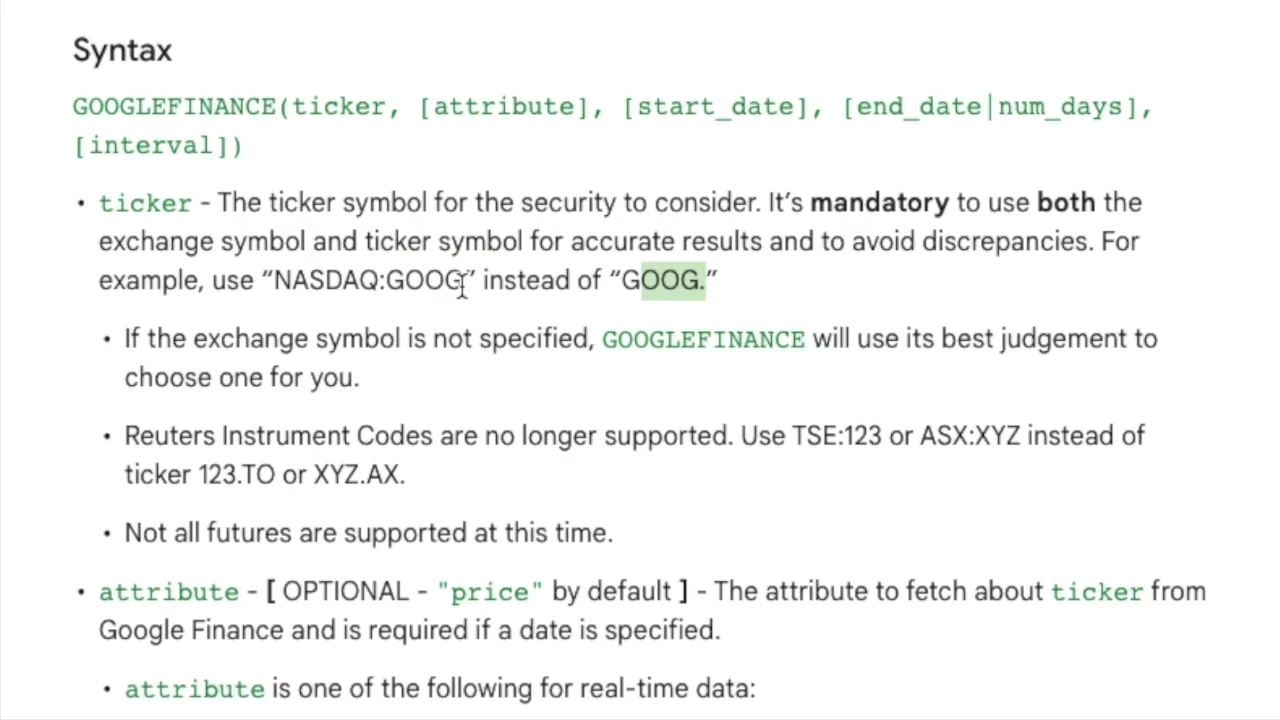 Syntax
GOOGLEFINANCE(ticker, [attribute], [start_date], [end_date|num_days],
[interval])
• ticker - The ticker symbol for the security to consider. It’s mandatory to use both the
exchange symbol and ticker symbol for accurate results and to avoid discrepancies. For
example, use “NASDAQ:GOOG” instead of “GOOG.”
• If the exchange symbol is not specified, GOOGLEFINANCE will use its best judgement to
choose one for you.
• Reuters Instrument Codes are no longer supported. Use TSE:123 or ASX:XYZ instead of
ticker 123.TO or XYZ.AX.
• Not all futures are supported at this time.
• attribute - [ OPTIONAL - "price" by default ] - The attribute to fetch about ticker from
Google Finance and is required if a date is specified.
• attribute is one of the following for real-time data: